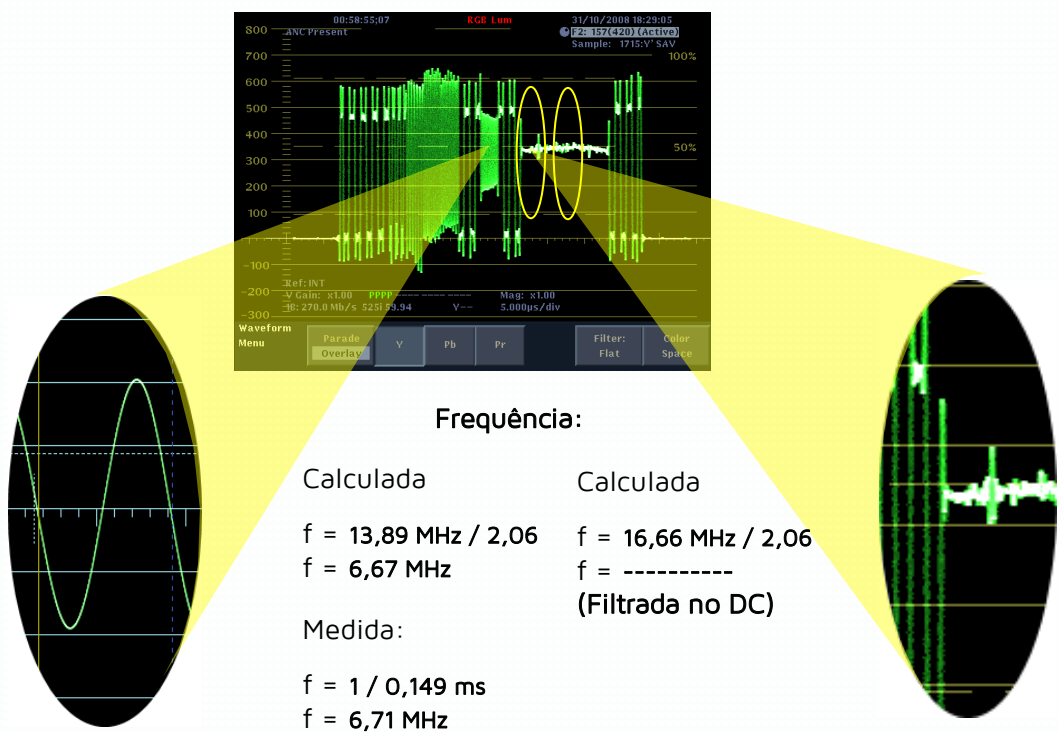 00:58:55;07 RGB Lum 31/10/2008 18:29:05
ANC Present F2: 157(420) (Active)
Sample: 1715:Y' SAV
800
700 100%
600
500
400
50%
300
200
100
-100
-200
-300
Ref: INT
V Gain: x1.00 PPPP ---- ---- ---- ---- Mag: x1.00
1B: 270.0 Mb/s 525i 59.94 Y-- 5.000µs/div
Waveform
Menu
Parade
Overlay
Y
Pb
Pr
Filter:
Flat
Color
Space
Frequência:
Calculada
f = 13,89 MHz / 2,06
f = 6,67 MHz
Medida:
f = 1 / 0,149 ms
f = 6,71 MHz
Calculada
f = 16,66 MHz / 2,06
f = ----------
(Filtrada no DC)